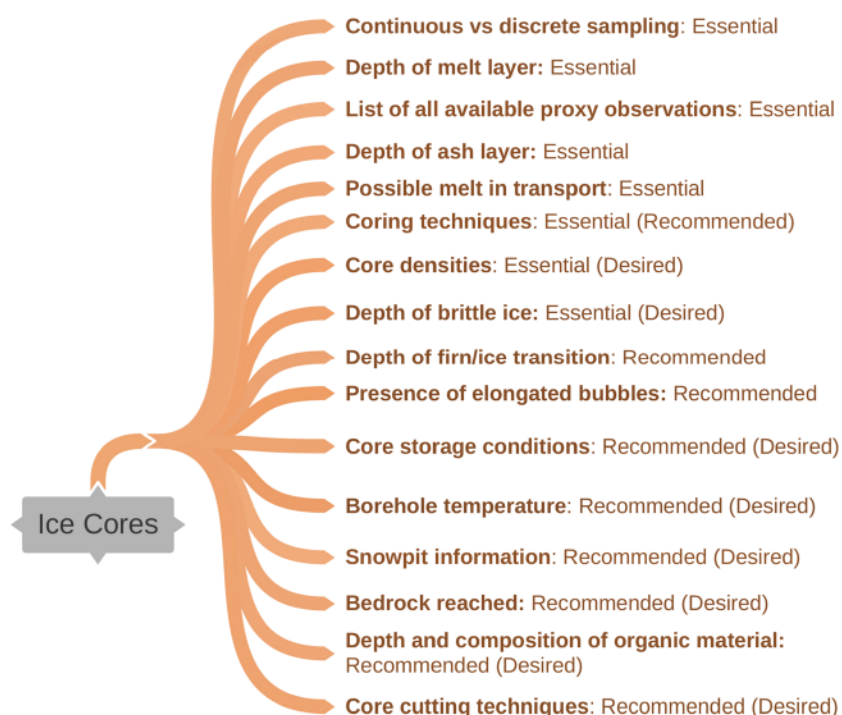 Continuous vs discrete sampling: Essential
Depth of melt layer: Essential
List of all available proxy observations: Essential
Depth of ash layer: Essential
Possible melt in transport: Essential
Coring techniques: Essential (Recommended)
Core densities: Essential (Desired)
Depth of brittle ice: Essential (Desired)
Depth of firn/ice transition: Recommended
Presence of elongated bubbles: Recommended
Core storage conditions: Recommended (Desired)
Ice Cores
Borehole temperature: Recommended (Desired)
Snowpit information: Recommended (Desired)
Bedrock reached: Recommended (Desired)
Depth and composition of organic material:
Recommended (Desired)
Core cutting techniques: Recommended (Desired)